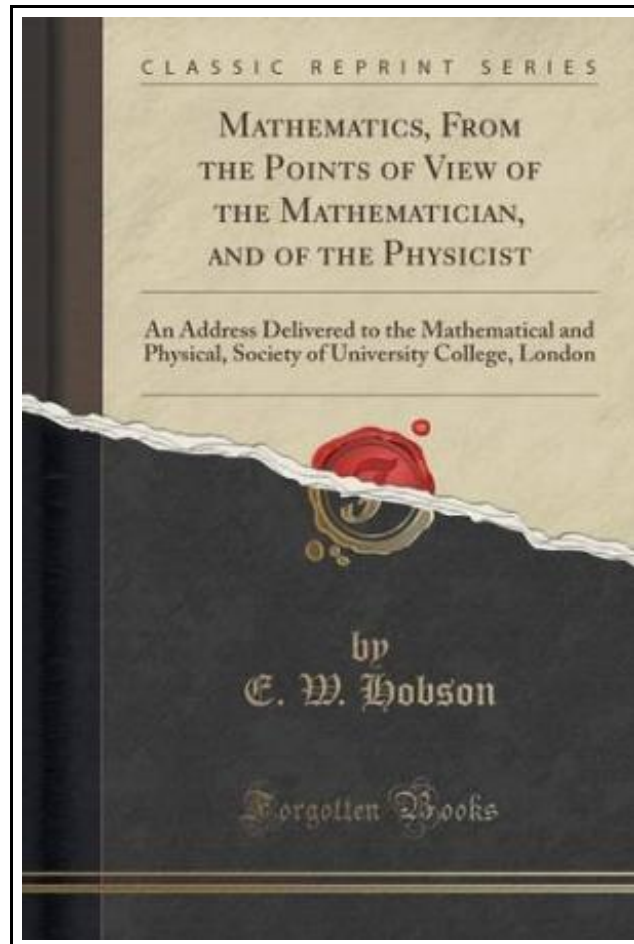 CLASSIC REPRINT SERIES
MATHEMATICS, FROM
THE POINTS OF VIEW OF
THE MATHEMATICIAN,
AND OF THE PHYSICIST
An Address Delivered to the Mathematical and
Physical, Society of University College, London
by
E. W. Hobson
Forgotten Books